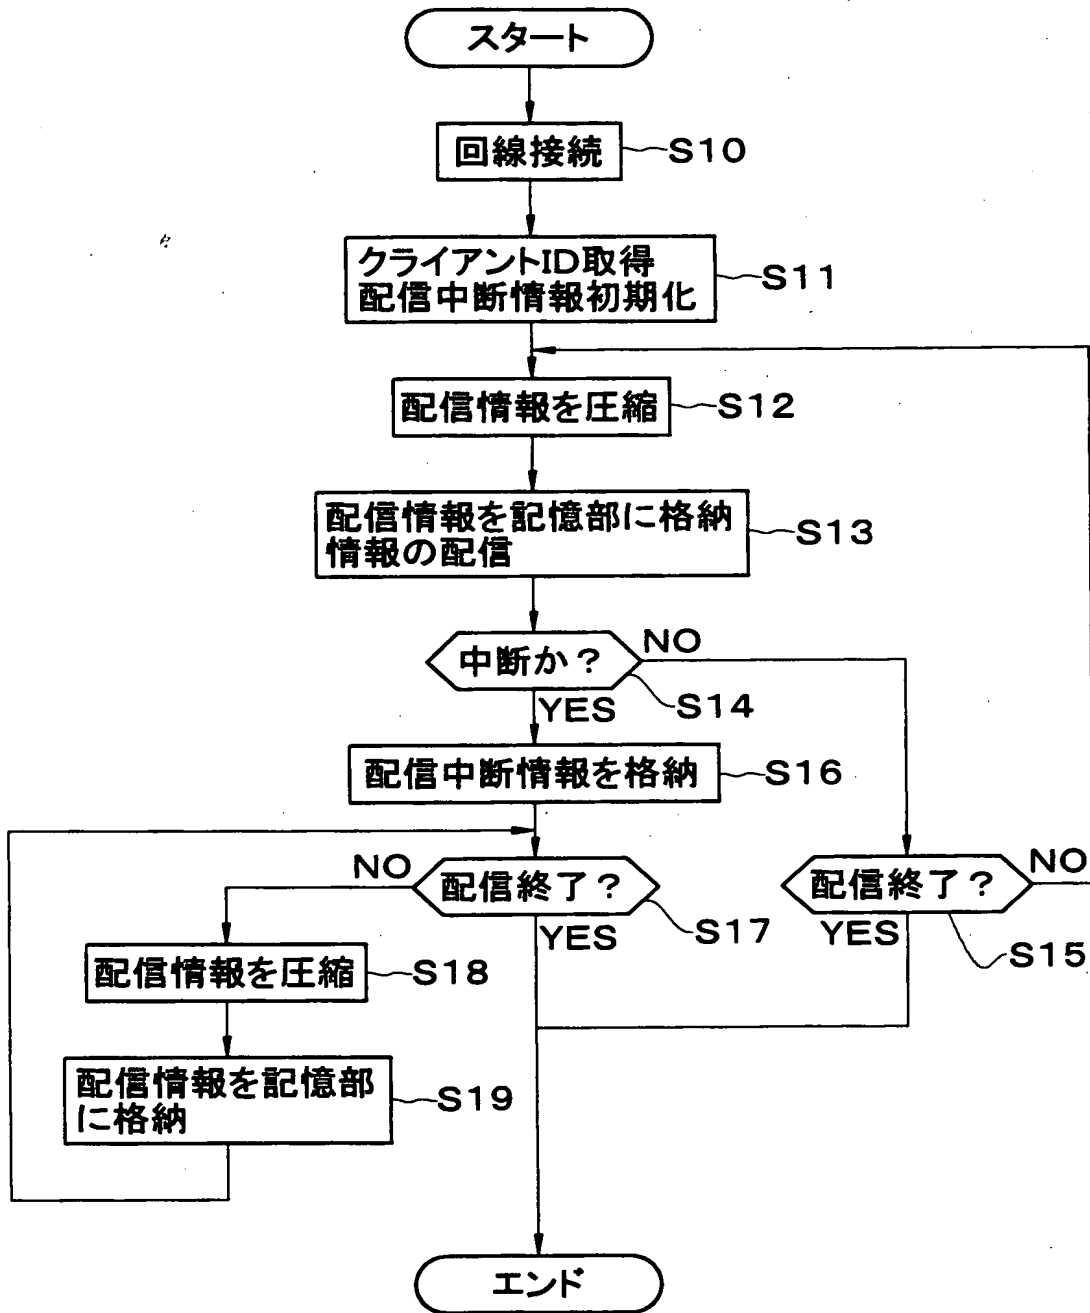 スタート
回線接続
S10
クライアントID取得
配信中断情報初期化
S11
配信情報を圧縮
S12
配信情報を記憶部に格納
情報の配信
S13
中断か？
NO
S14
YES
配信中断情報を格納
S16
NO
配信終了？
S17
YES
配信終了？
NO
YES
S15
配信情報を圧縮
S18
配信情報を記憶部
に格納
S19
エンド